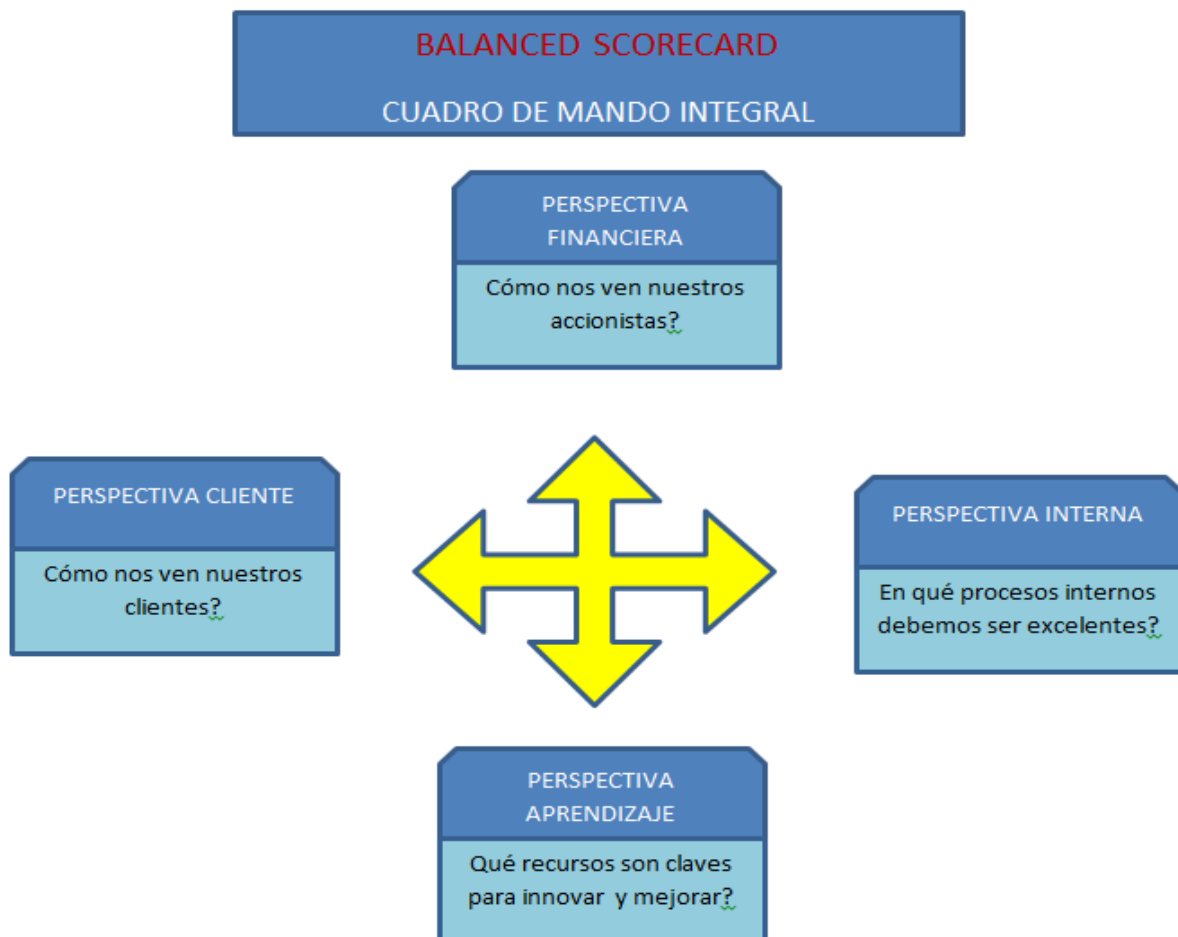 BALANCED SCORECARD
CUADRO DE MANDO INTEGRAL
PERSPECTIVA
FINANCIERA
Cómo nos ven nuestros
accionistas?
PERSPECTIVA CLIENTE
Cómo nos ven nuestros
clientes?
PERSPECTIVA INTERNA
En qué procesos internos
debemos ser excelentes?
PERSPECTIVA
APRENDIZAJE
Qué recursos son claves
para innovar y mejorar?